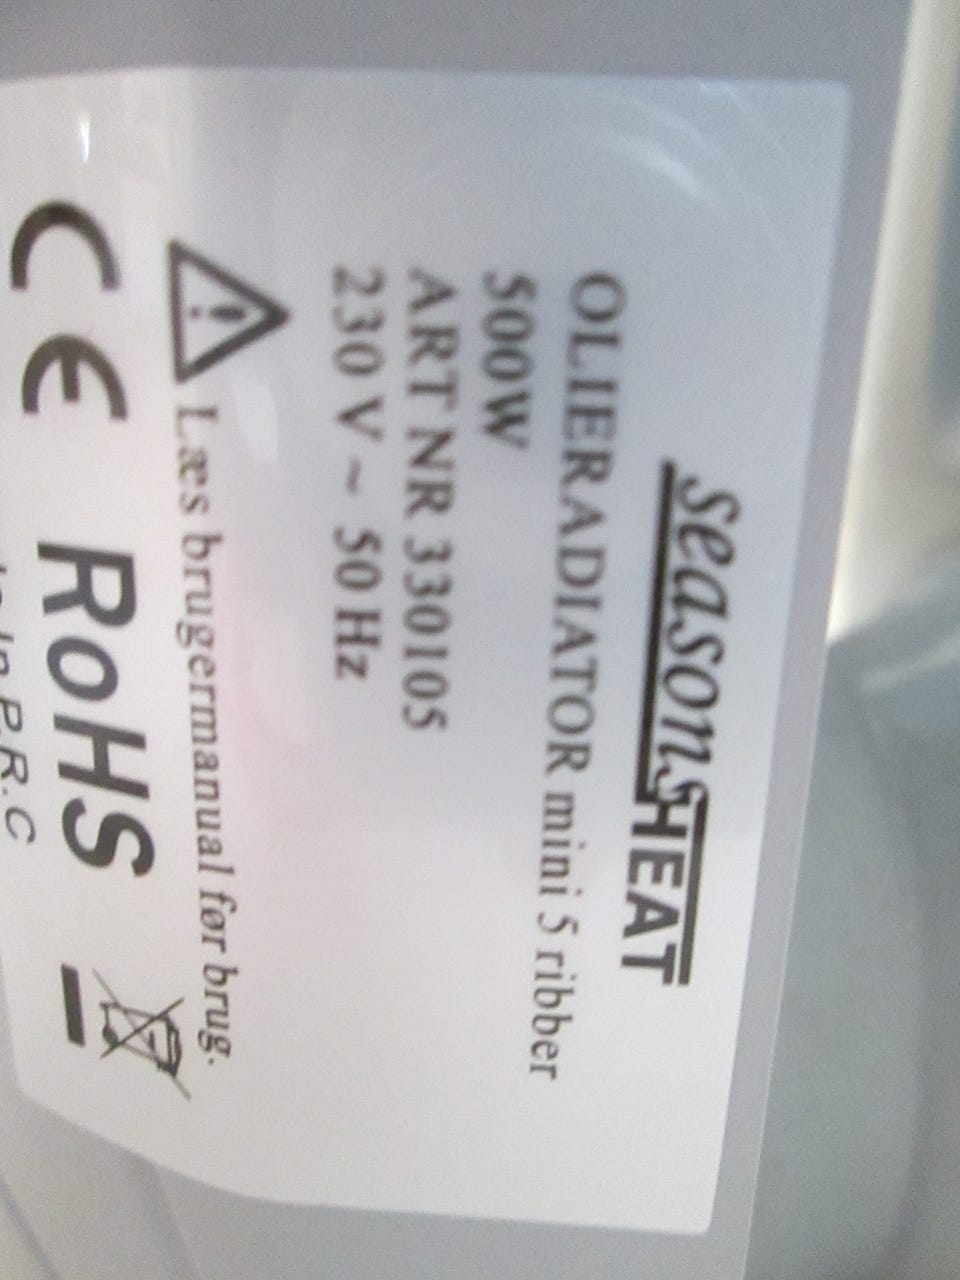 seasonsHEAT
OLIERADIATOR mini 5 ribber
500W
ART NR 330105
230 V ~ 50 Hz
Læs brugermanual før brug.
CE RoHS
P.R.C